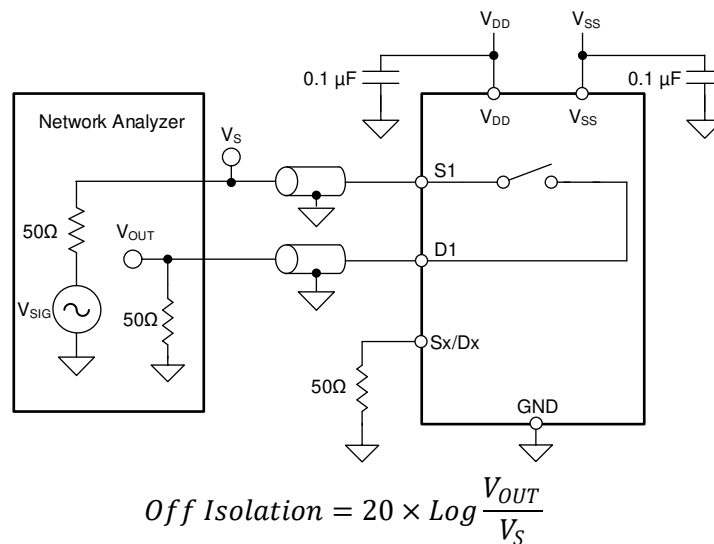 V_DD V_SS
0.1 µF 0.1 µF
Network Analyzer
V_DD V_SS
V_S
S1
50Ω
V_OUT
D1
V_SIG
50Ω
Sx/Dx
50Ω
GND
Off Isolation = 20 × Log V_OUT / V_S